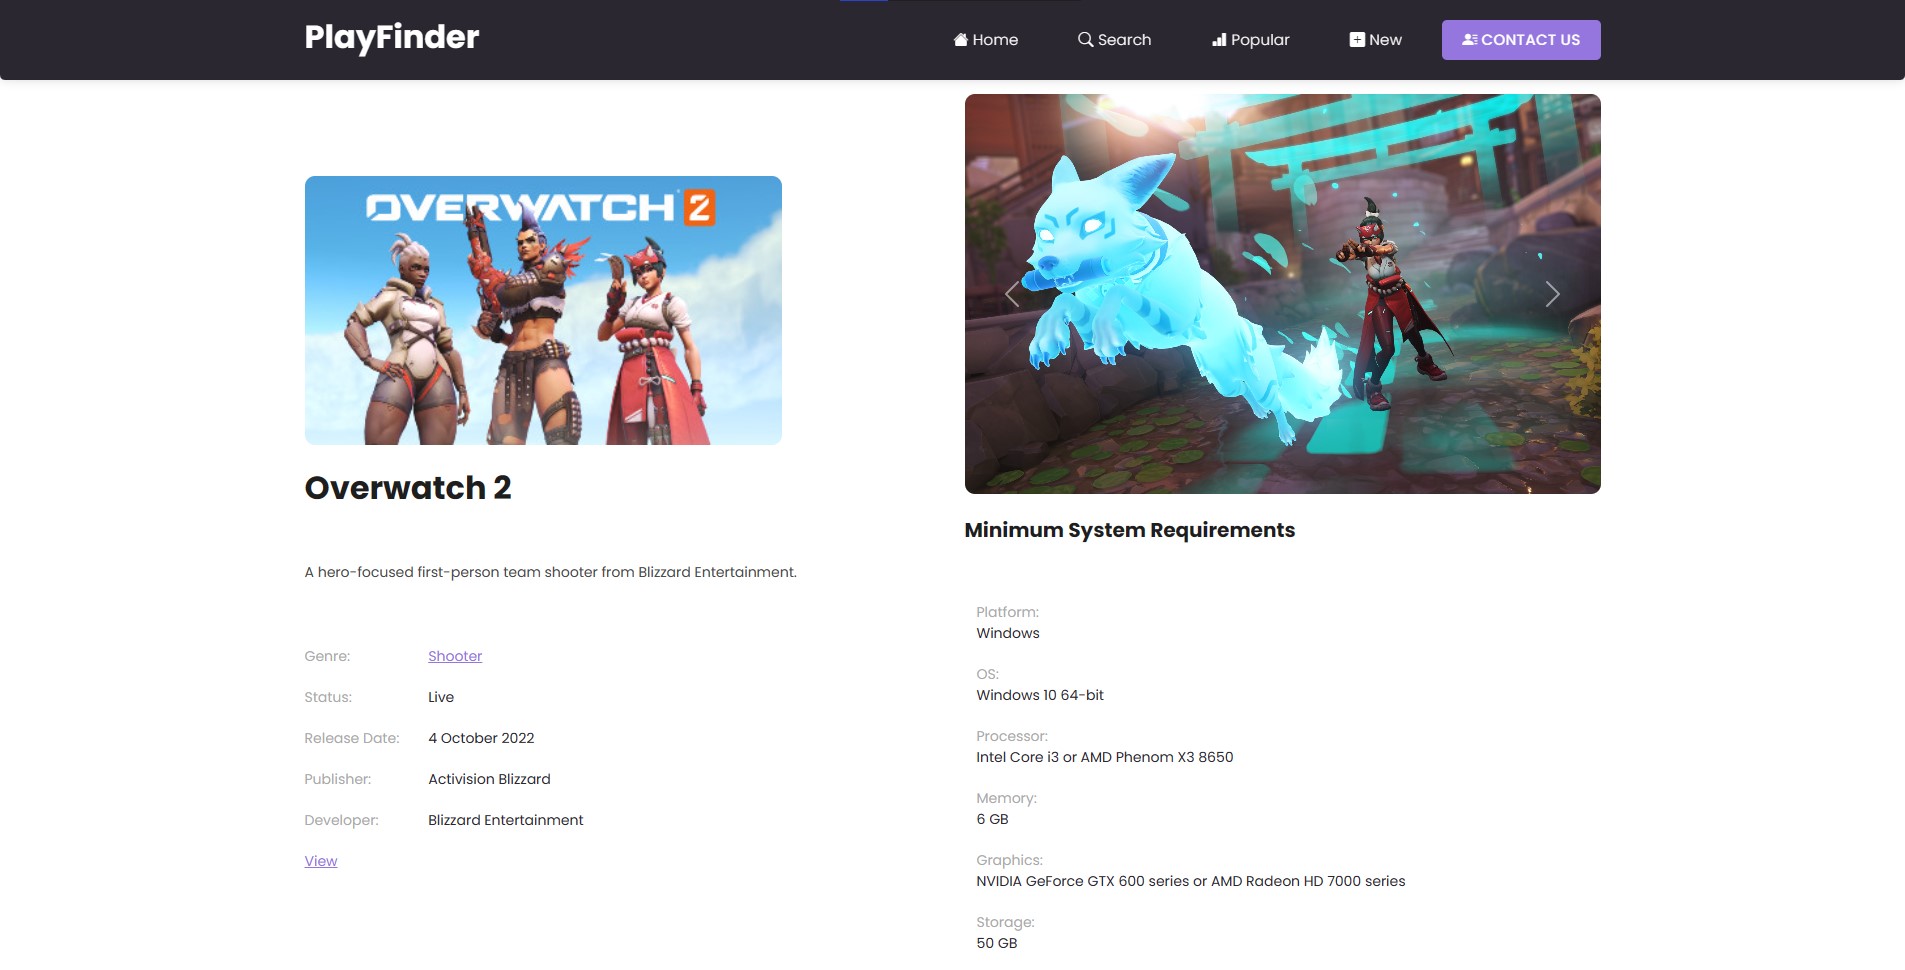 PlayFinder
Home
Search
Popular
New
CONTACT US
OVERWATCH 2
Overwatch 2
A hero-focused first-person team shooter from Blizzard Entertainment.
Genre: Shooter
Status: Live
Release Date: 4 October 2022
Publisher: Activision Blizzard
Developer: Blizzard Entertainment
View
Minimum System Requirements
Platform:
Windows
OS:
Windows 10 64-bit
Processor:
Intel Core i3 or AMD Phenom X3 8650
Memory:
6 GB
Graphics:
NVIDIA GeForce GTX 600 series or AMD Radeon HD 7000 series
Storage:
50 GB